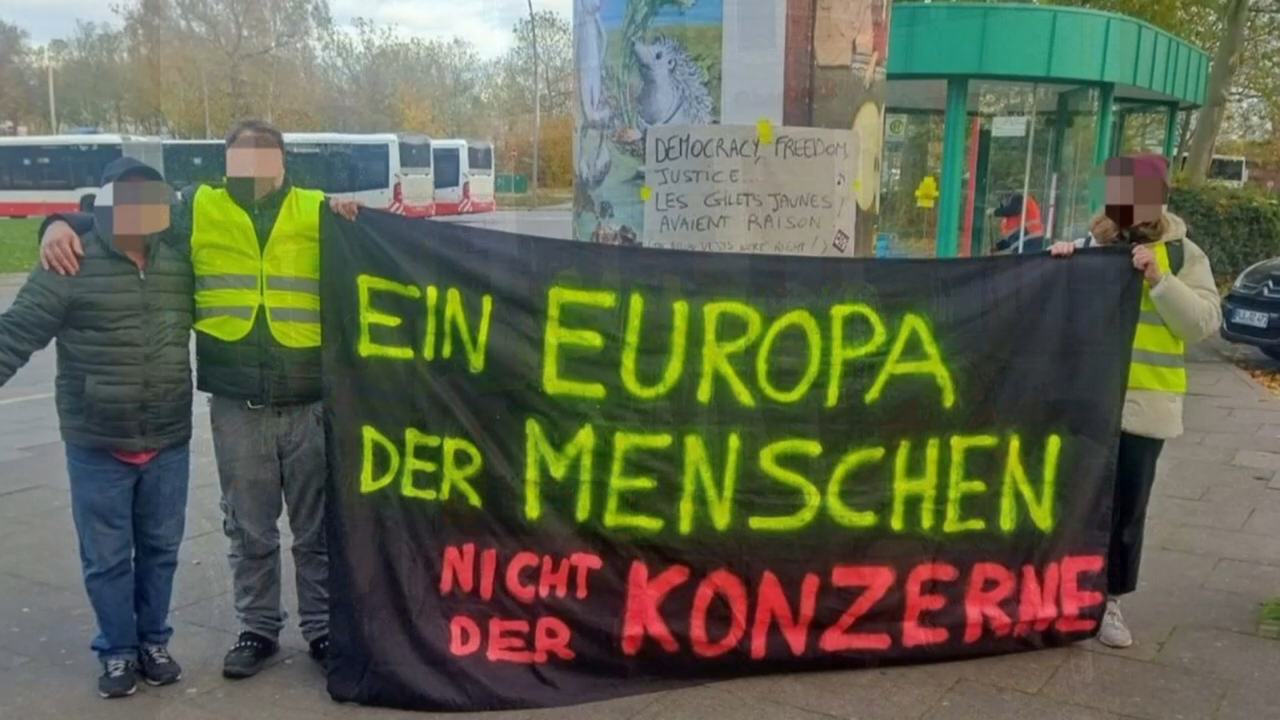 DEMOCRACY, FREEDOM,
JUSTICE...
LES GILETS JAUNES
AVAIENT RAISON !
EIN EUROPA
DER MENSCHEN
NICHT
DER KONZERNE